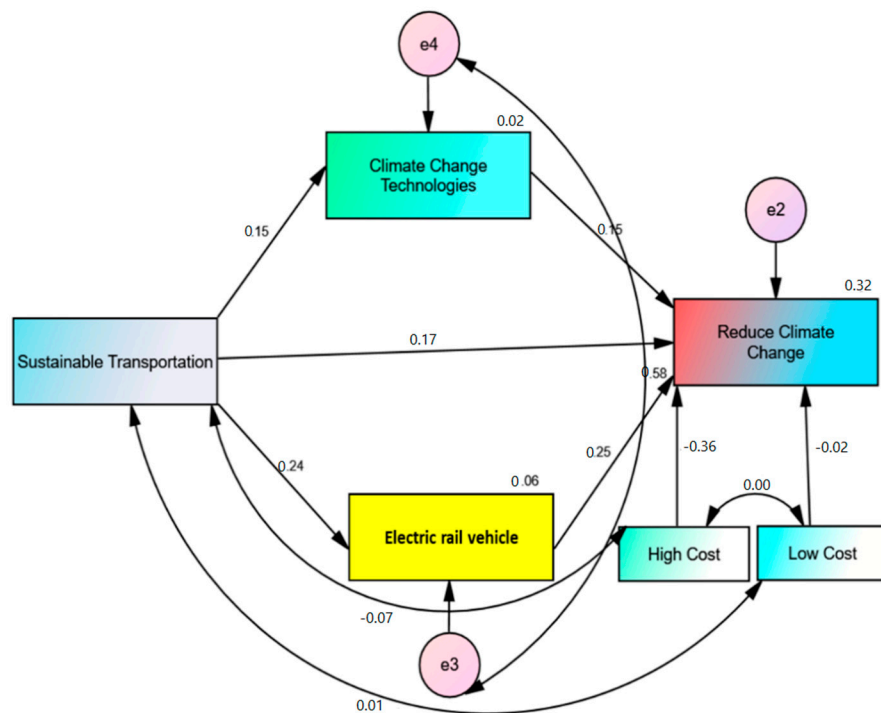 e4
0.02
Climate Change
Technologies
e2
0.15
0.15
0.32
Reduce Climate
Change
Sustainable Transportation
0.17
0.58
0.24
0.25
-0.36
-0.02
0.06
0.00
Electric rail vehicle
High Cost
Low Cost
-0.07
e3
0.01